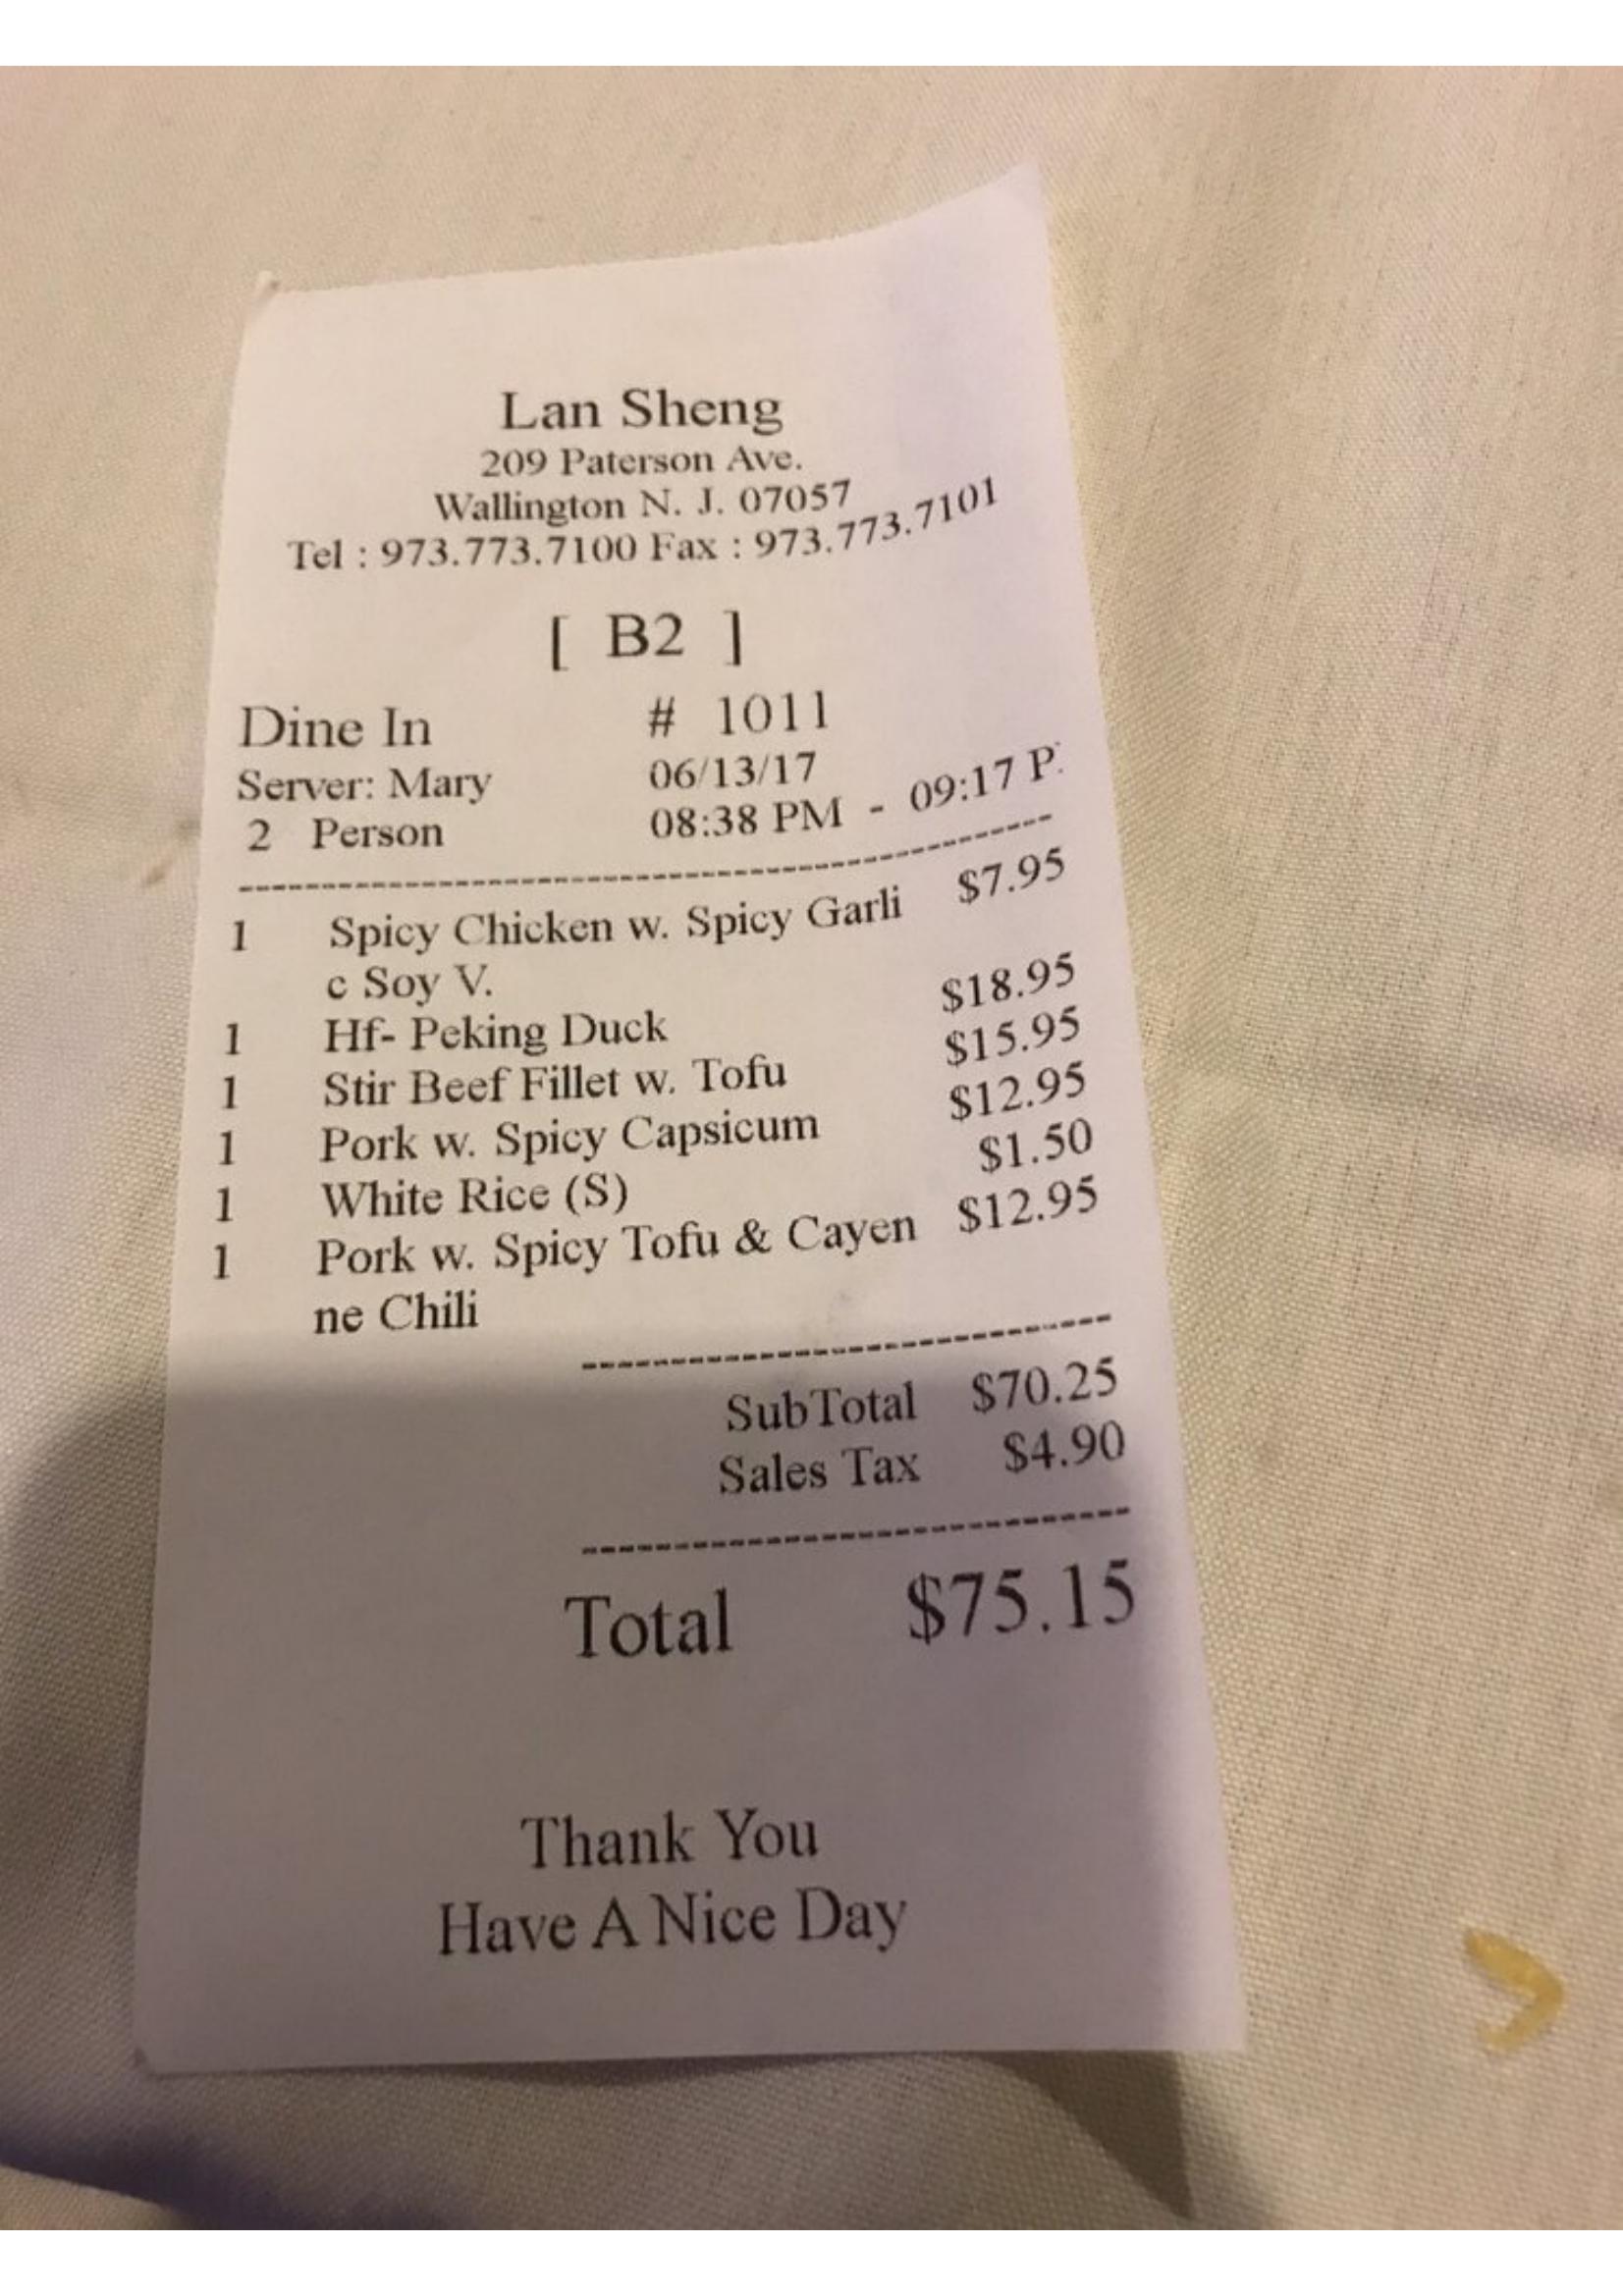 Lan Sheng
209 Paterson Ave.
Wallington N. J. 07057
Tel : 973.773.7100 Fax : 973.773.7101
[ B2 ]
Dine In # 1011
Server: Mary 06/13/17
2 Person 08:38 PM - 09:17 P
1 Spicy Chicken w. Spicy Garli $7.95
c Soy V.
1 Hf- Peking Duck $18.95
1 Stir Beef Fillet w. Tofu $15.95
1 Pork w. Spicy Capsicum $12.95
1 White Rice (S) $1.50
1 Pork w. Spicy Tofu & Cayen $12.95
ne Chili
SubTotal $70.25
Sales Tax $4.90
Total $75.15
Thank You
Have A Nice Day